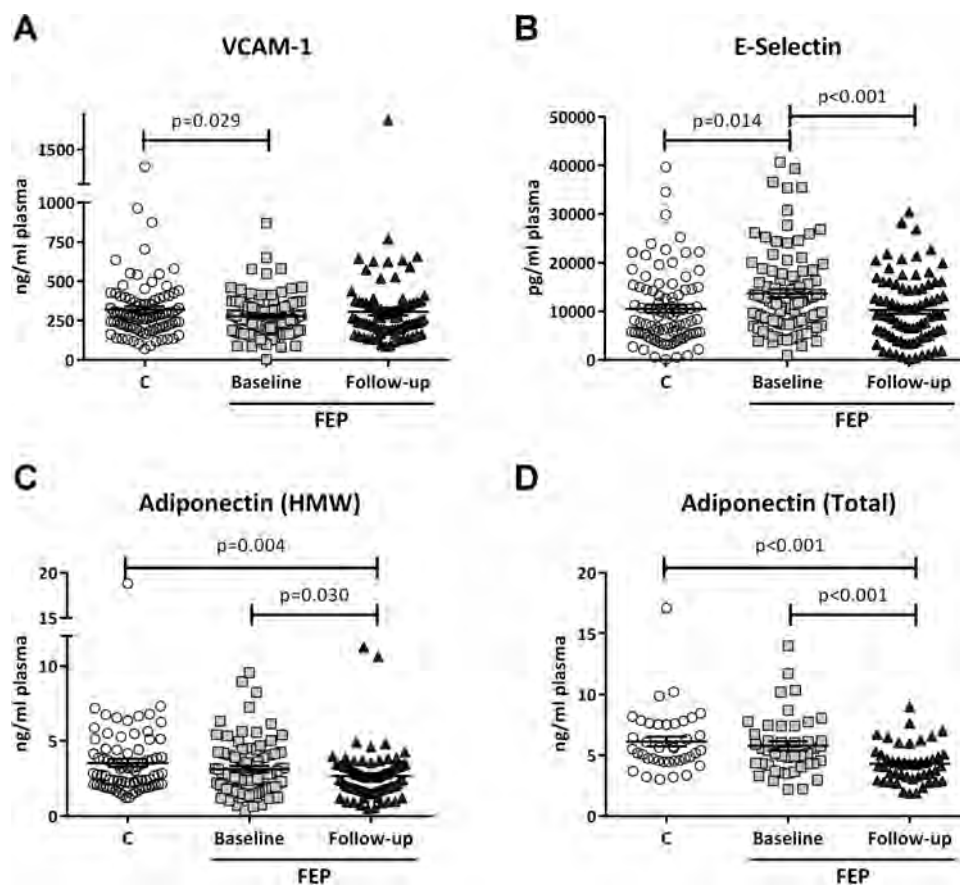 A
VCAM-1
p=0.029
1500
1000
750
500
250
0
ng/ml plasma
C
Baseline
Follow-up
FEP
B
E-Selectin
p<0.001
p=0.014
50000
40000
30000
20000
10000
0
pg/ml plasma
C
Baseline
Follow-up
FEP
C
Adiponectin (HMW)
p=0.004
p=0.030
20
15
10
5
0
ng/ml plasma
C
Baseline
Follow-up
FEP
D
Adiponectin (Total)
p<0.001
p<0.001
20
15
10
5
0
ng/ml plasma
C
Baseline
Follow-up
FEP